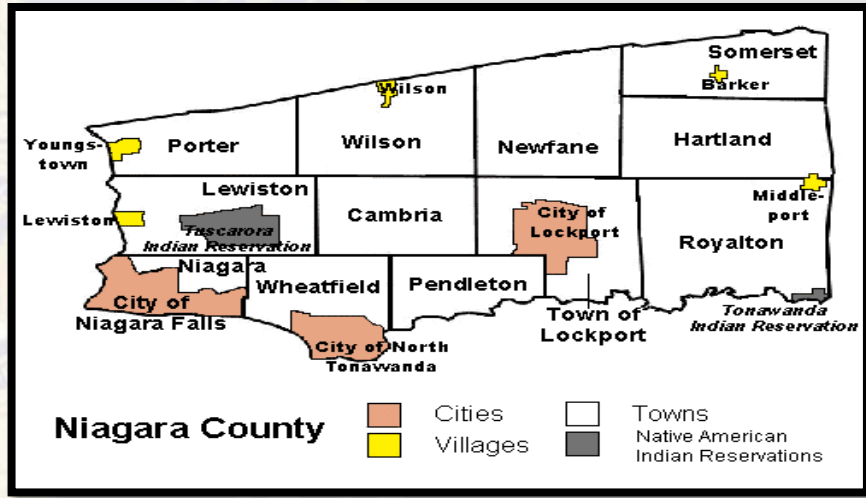 Somerset
Wilson
Barker
Youngs-
town
Porter
Wilson
Newfane
Hartland
Lewiston
Middle-
port
Lewiston
Cambria
City of
Lockport
Tuscarora
Indian Reservation
Royalton
Niagara
Wheatfield
Pendleton
City of
Niagara Falls
Town of
Lockport
Tonawanda
Indian Reservation
City of North
Tonawanda
Niagara County
Cities
Villages
Towns
Native American
Indian Reservations